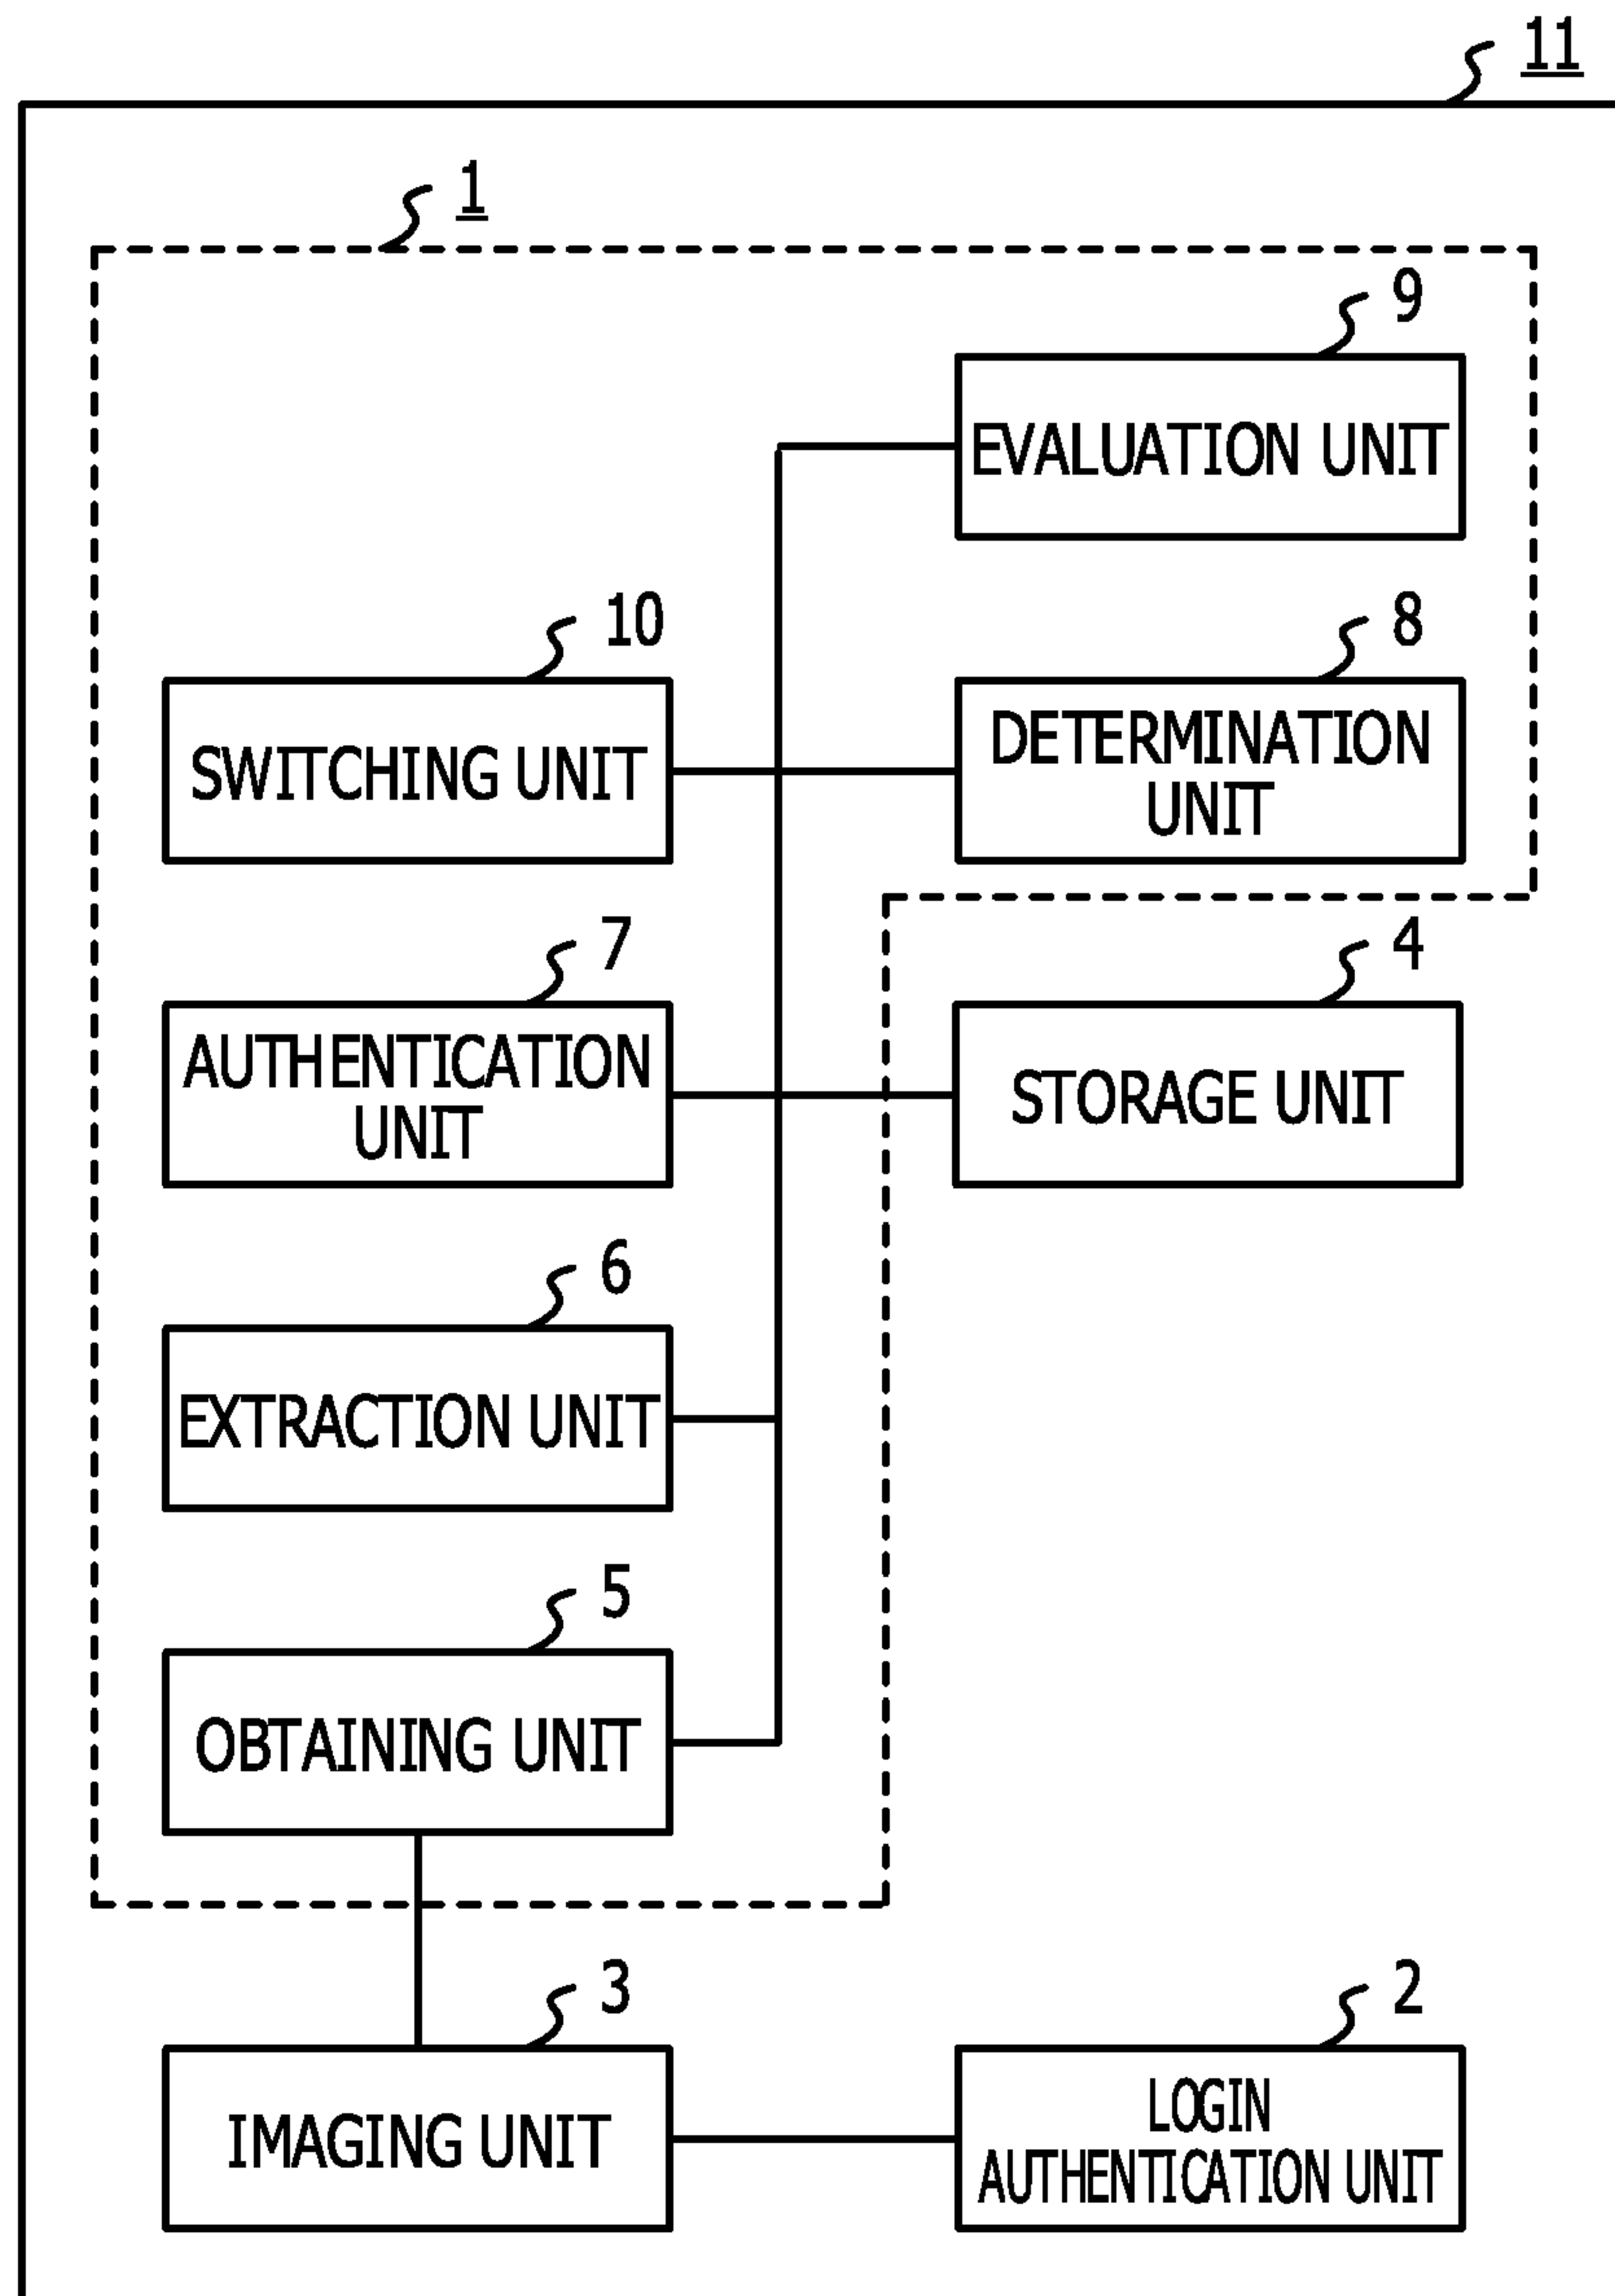 11
1
9
EVALUATION UNIT
10
SWITCHING UNIT
8
DETERMINATION
UNIT
7
AUTHENTICATION
UNIT
4
STORAGE UNIT
6
EXTRACTION UNIT
5
OBTAINING UNIT
3
IMAGING UNIT
2
LOGIN
AUTHENTICATION UNIT